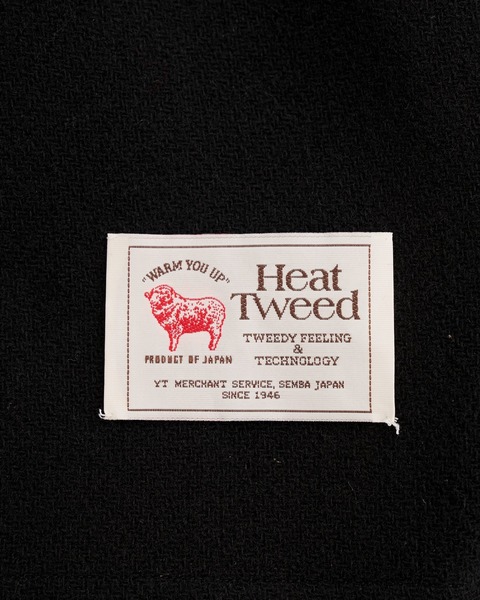 "WARM YOU UP"
Heat
Tweed
TWEEDY FEELING
&
TECHNOLOGY
PRODUCT OF JAPAN
YT MERCHANT SERVICE, SEMBA JAPAN
SINCE 1946